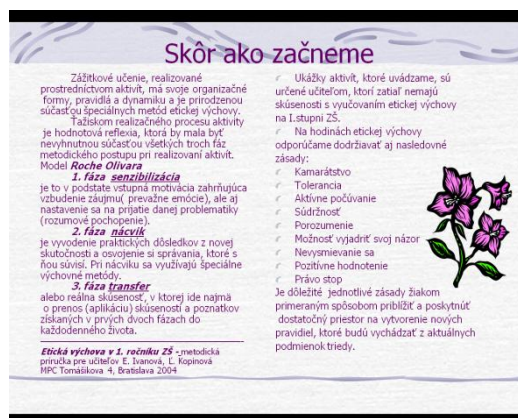 Skôr ako začneme
Zážitkové učenie, realizované
prostredníctvom aktivít, má svoje organizačné
formy, pravidlá a dynamiku a je prirodzenou
súčasťou špeciálnych metód etickej výchovy.
Ťažiskom realizačného procesu aktivity
je hodnotová reflexia, ktorá by mala byť
nevyhnutnou súčasťou všetkých troch fáz
metodického postupu pri realizovaní aktivít.
Model Roche Olivara
1. fáza senzibilizácia
je to v podstate vstupná motivácia zahrňujúca
vzbudenie záujmu( prevažne emócie), ale aj
nastavenie sa na prijatie danej problematiky
(rozumové pochopenie).
2. fáza nácvik
je vyvodenie praktických dôsledkov z novej
skutočnosti a osvojenie si správania, ktoré s
ňou súvisí. Pri nácviku sa využívajú špeciálne
výchovné metódy.
3. fáza transfer
alebo reálna skúsenosť, v ktorej ide najmä
o prenos (aplikáciu) skúseností a poznatkov
získaných v prvých dvoch fázach do
každodenného života.
Etická výchova v 1. ročníku ZŠ - metodická
príručka pre učiteľov E. Ivanová, Ľ. Kopinová
MPC Tomášikova 4, Bratislava 2004
Ukážky aktivít, ktoré uvádzame, sú
určené učiteľom, ktorí zatiaľ nemajú
skúsenosti s vyučovaním etickej výchovy
na I.stupni ZŠ.
Na hodinách etickej výchovy
odporúčame dodržiavať aj nasledovné
zásady:
Kamarátstvo
Tolerancia
Aktívne počúvanie
Súdržnosť
Porozumenie
Možnosť vyjadriť svoj názor
Nevysmievanie sa
Pozitívne hodnotenie
Právo stop
Je dôležité jednotlivé zásady žiakom
primeraným spôsobom priblížiť a poskytnúť
dostatočný priestor na vytvorenie nových
pravidiel, ktoré budú vychádzať z aktuálnych
podmienok triedy.